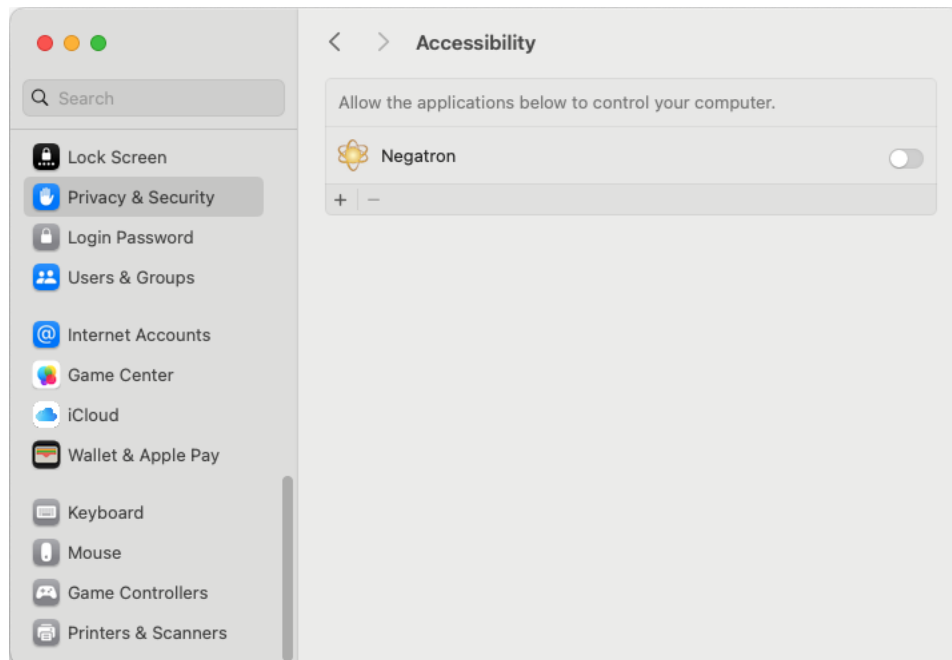 Search
Lock Screen
Privacy & Security
Login Password
Users & Groups
Internet Accounts
Game Center
iCloud
Wallet & Apple Pay
Keyboard
Mouse
Game Controllers
Printers & Scanners
Accessibility
Allow the applications below to control your computer.
Negatron